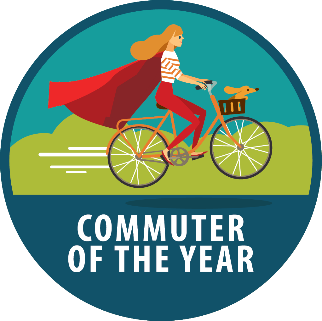 COMMUTER
OF THE YEAR